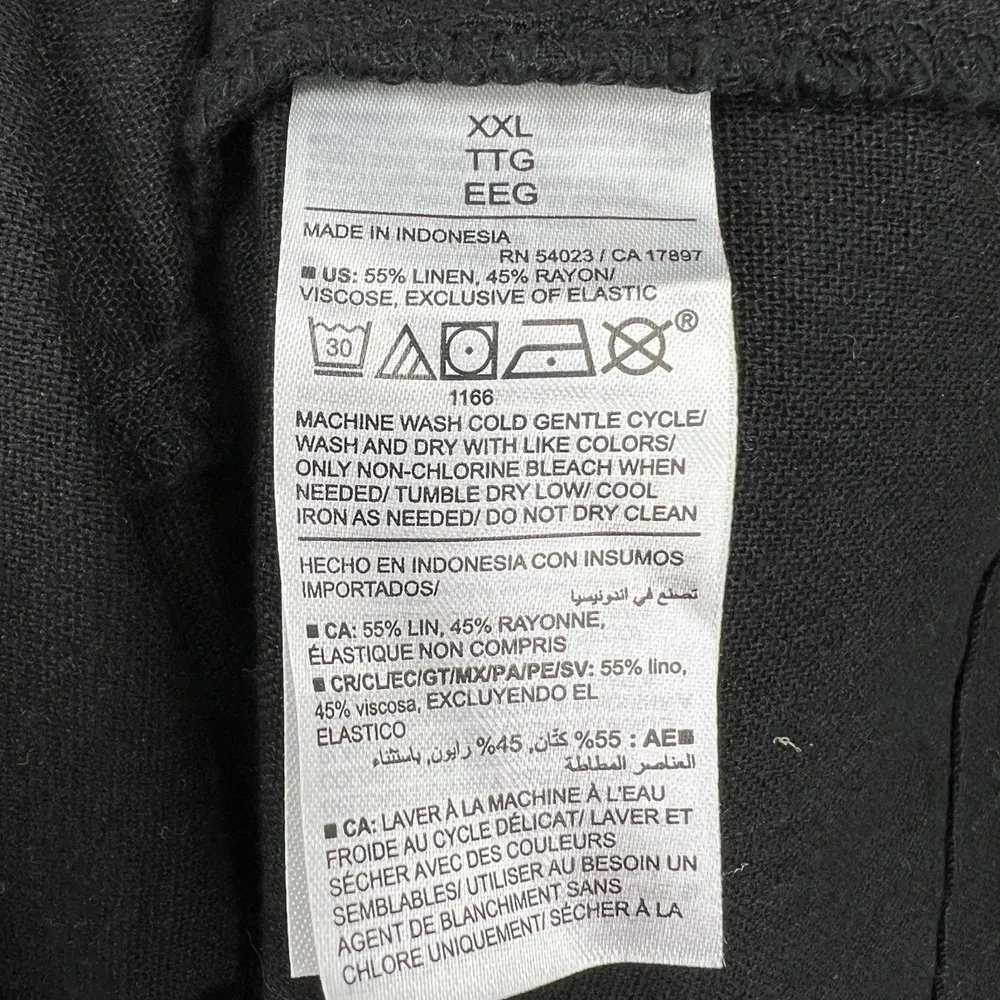 XXL
TTG
EEG
MADE IN INDONESIA
RN 54023 / CA 17897
■ US: 55% LINEN, 45% RAYON/
VISCOSE, EXCLUSIVE OF ELASTIC
30
®
1166
MACHINE WASH COLD GENTLE CYCLE/
WASH AND DRY WITH LIKE COLORS/
ONLY NON-CHLORINE BLEACH WHEN
NEEDED/ TUMBLE DRY LOW/ COOL
IRON AS NEEDED/ DO NOT DRY CLEAN
HECHO EN INDONESIA CON INSUMOS
IMPORTADOS/
تصنع في اندونيسيا
■ CA: 55% LIN, 45% RAYONNE,
ÉLASTIQUE NON COMPRIS
■ CR/CL/EC/GT/MX/PA/PE/SV: 55% lino,
45% viscosa, EXCLUYENDO EL
ELASTICO
■AE : 55% كتّان, 45% رايون, باستثناء
العناصر المطاطة
■ CA: LAVER À LA MACHINE À L'EAU
FROIDE AU CYCLE DÉLICAT/ LAVER ET
SÉCHER AVEC DES COULEURS
SEMBLABLES/ UTILISER AU BESOIN UN
AGENT DE BLANCHIMENT SANS
CHLORE UNIQUEMENT/ SÉCHER À LA